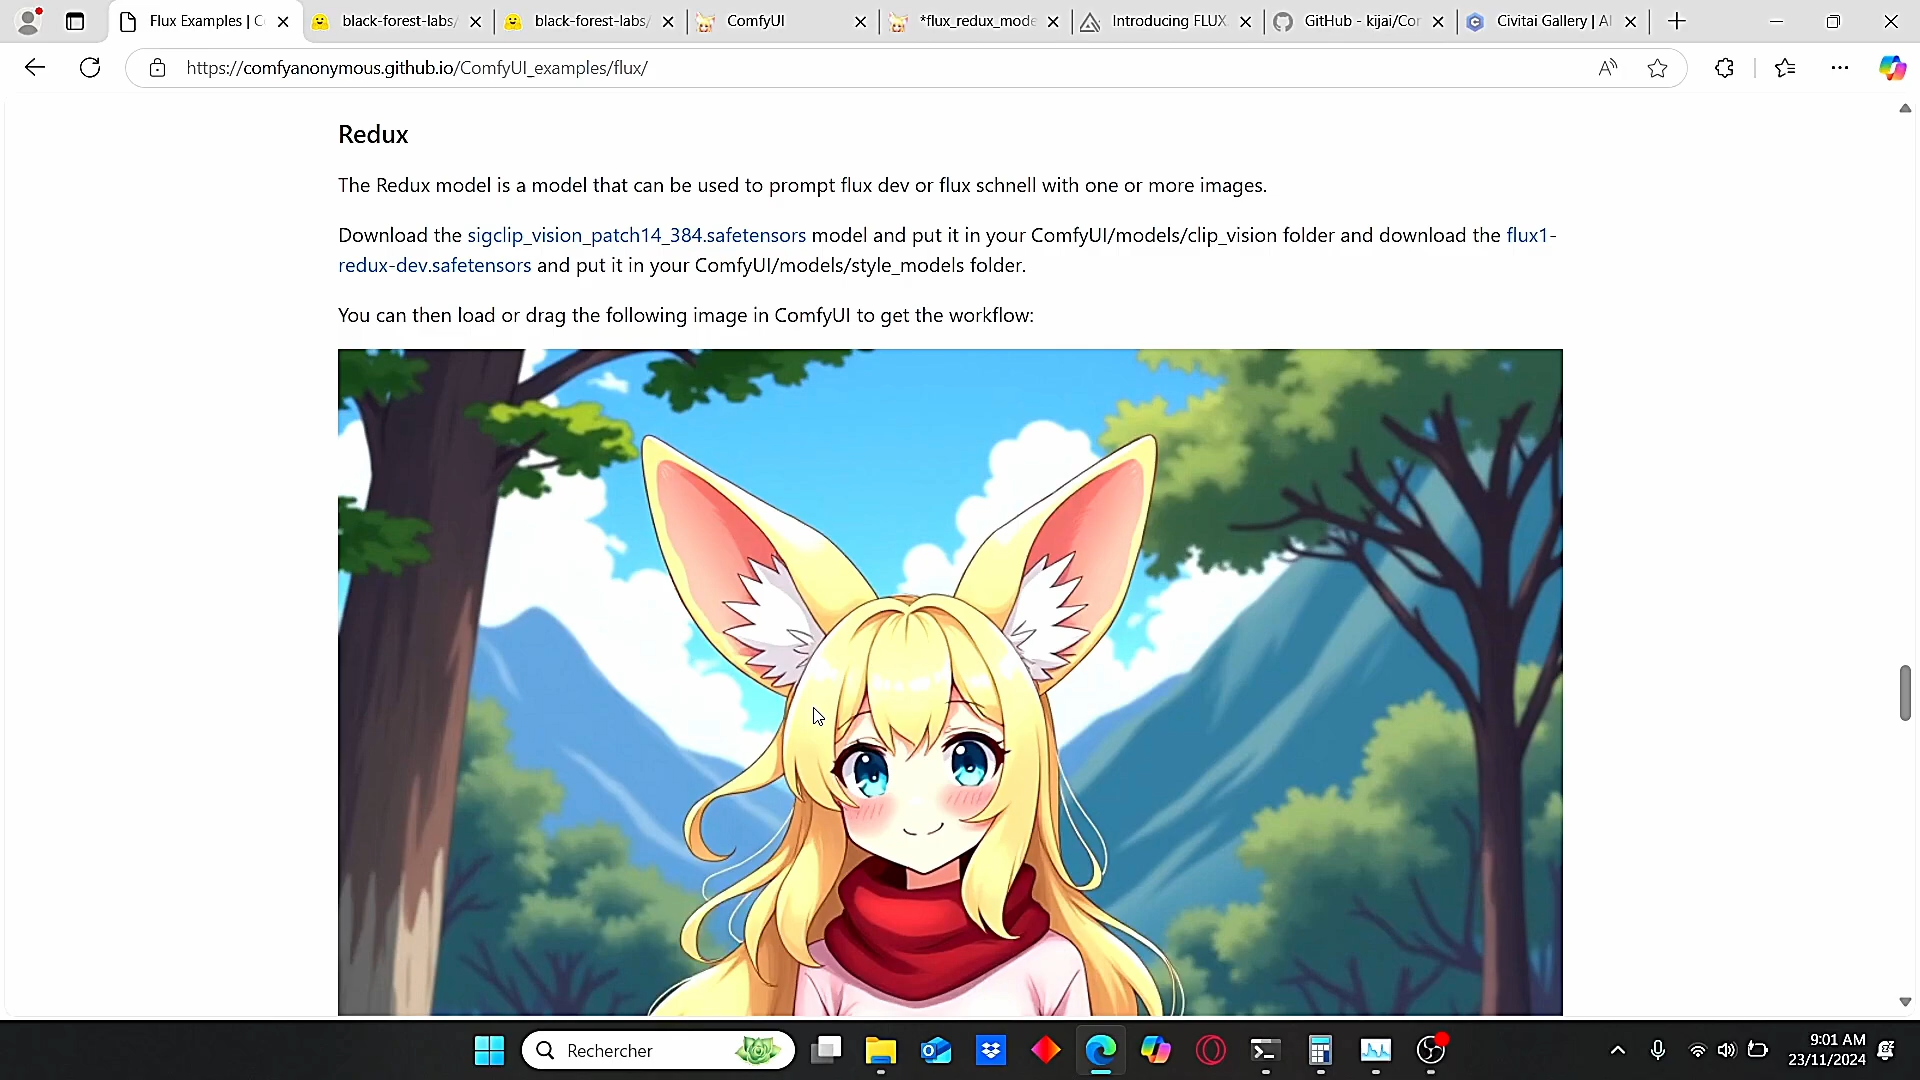 Flux Examples | C
black-forest-labs/
black-forest-labs/
ComfyUI
*flux_redux_mode
Introducing FLUX.
GitHub - kijai/Cor
Civitai Gallery | AI
https://comfyanonymous.github.io/ComfyUI_examples/flux/
Redux
The Redux model is a model that can be used to prompt flux dev or flux schnell with one or more images.
Download the sigclip_vision_patch14_384.safetensors model and put it in your ComfyUI/models/clip_vision folder and download the flux1-
redux-dev.safetensors and put it in your ComfyUI/models/style_models folder.
You can then load or drag the following image in ComfyUI to get the workflow:
Rechercher
9:01 AM
23/11/2024